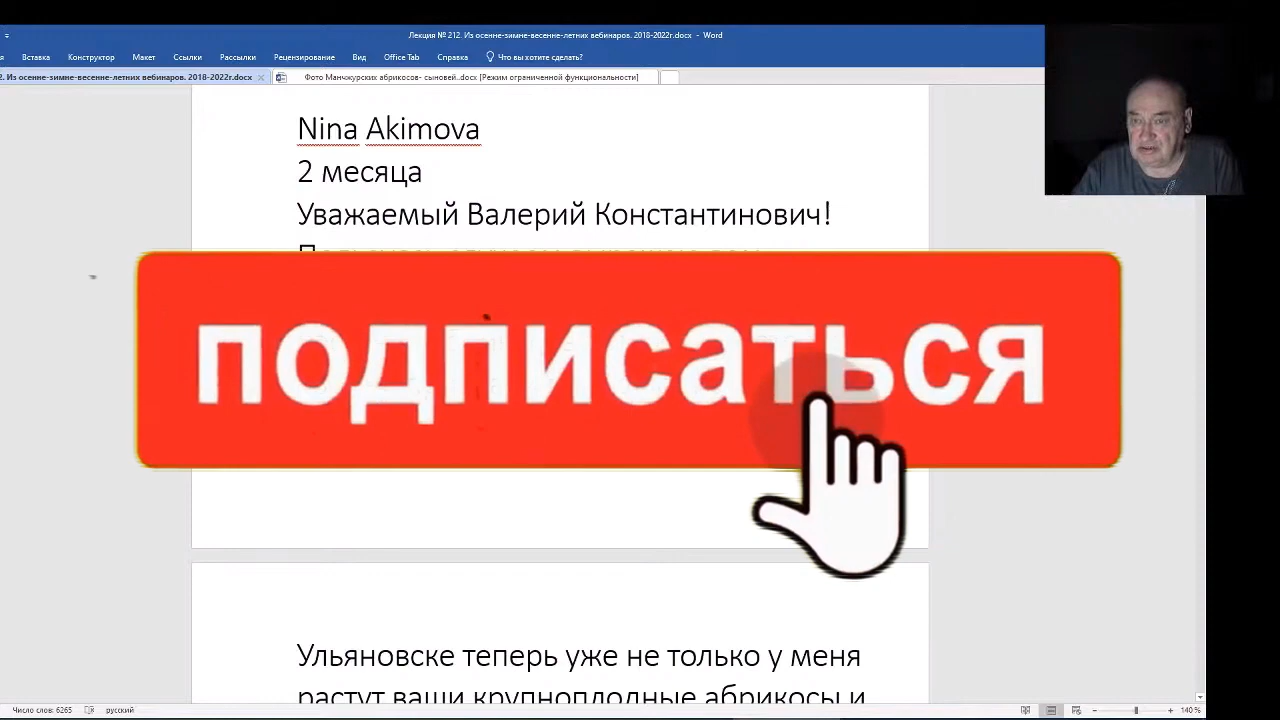 Лекция № 212. Из осенне-зимне-весенне-летних вебинаров. 2018-2022г.docx - Word
Вставка Конструктор Макет Ссылки Рассылки Рецензирование Вид Office Tab Справка Что вы хотите сделать?
2. Из осенне-зимне-весенне-летних вебинаров. 2018-2022г.docx Фото Манчжурских абрикосов- сыновей..docx [Режим ограниченной функциональности]
Nina Akimova
2 месяца
Уважаемый Валерий Константинович!
подписаться
Ульяновске теперь уже не только у меня
растут ваши крупноплодные абрикосы и
Число слов: 6265 русский 140%